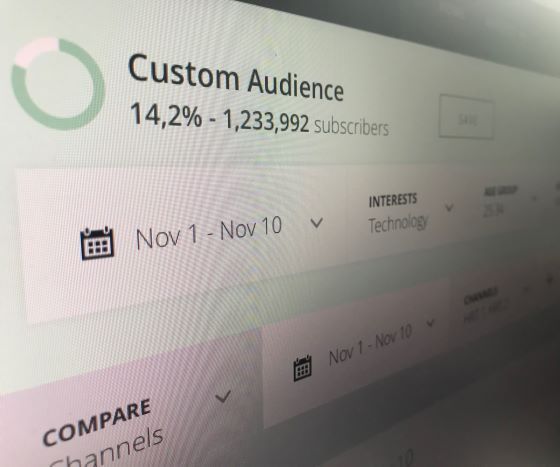 Custom Audience
14,2% - 1,233,992 subscribers
SAVE
Nov 1 - Nov 10
INTERESTS
Technology
AGE GROUP
25-34
Nov 1 - Nov 10
CHANNELS
COMPARE
Channels